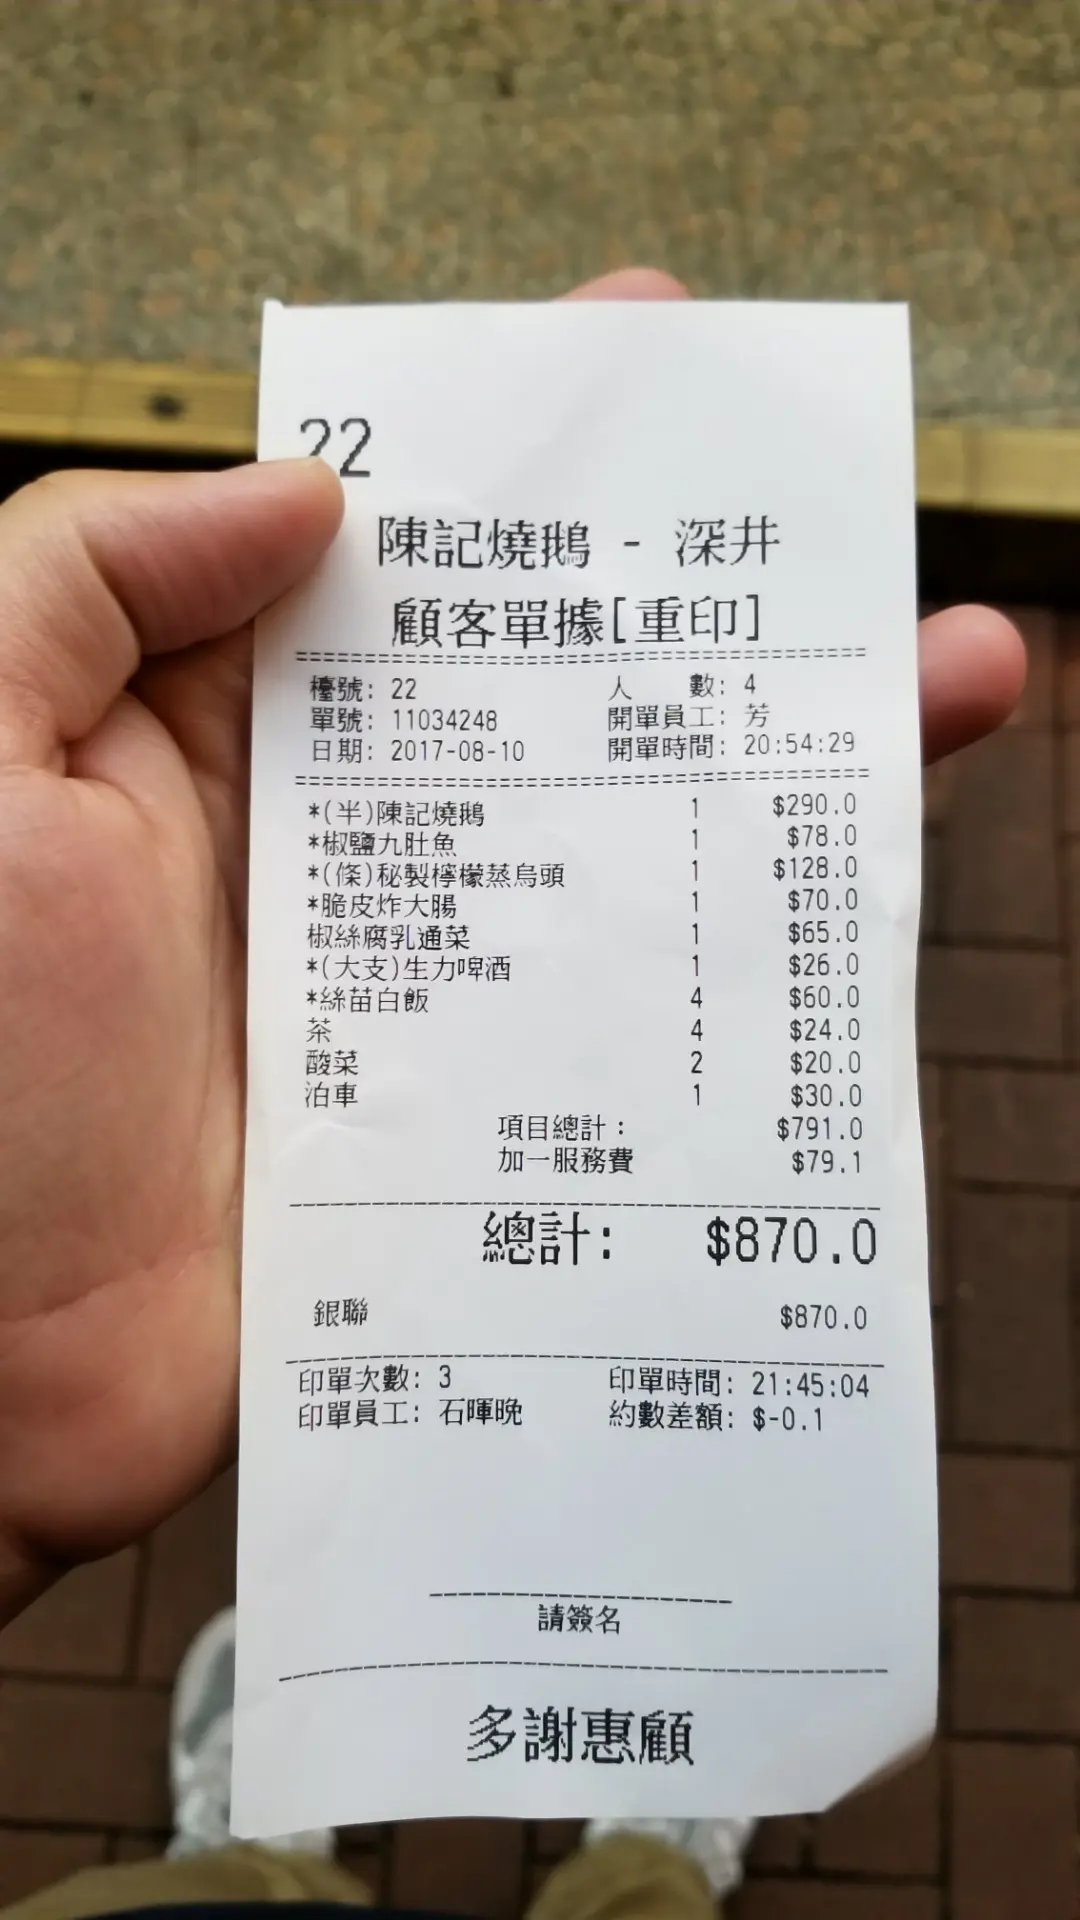 22
陳記燒鵝 - 深井
顧客單據[重印]
檯號: 22 人 數: 4
單號: 11034248 開單員工: 芳
日期: 2017-08-10 開單時間: 20:54:29
*(半)陳記燒鵝 1 $290.0
*椒鹽九肚魚 1 $78.0
*(條)秘製檸檬蒸烏頭 1 $128.0
*脆皮炸大腸 1 $70.0
椒絲腐乳通菜 1 $65.0
*(大支)生力啤酒 1 $26.0
*絲苗白飯 4 $60.0
茶 4 $24.0
酸菜 2 $20.0
泊車 1 $30.0
項目總計: $791.0
加一服務費 $79.1
總計: $870.0
銀聯 $870.0
印單次數: 3 印單時間: 21:45:04
印單員工: 石暉晚 約數差額: $-0.1
請簽名
多謝惠顧